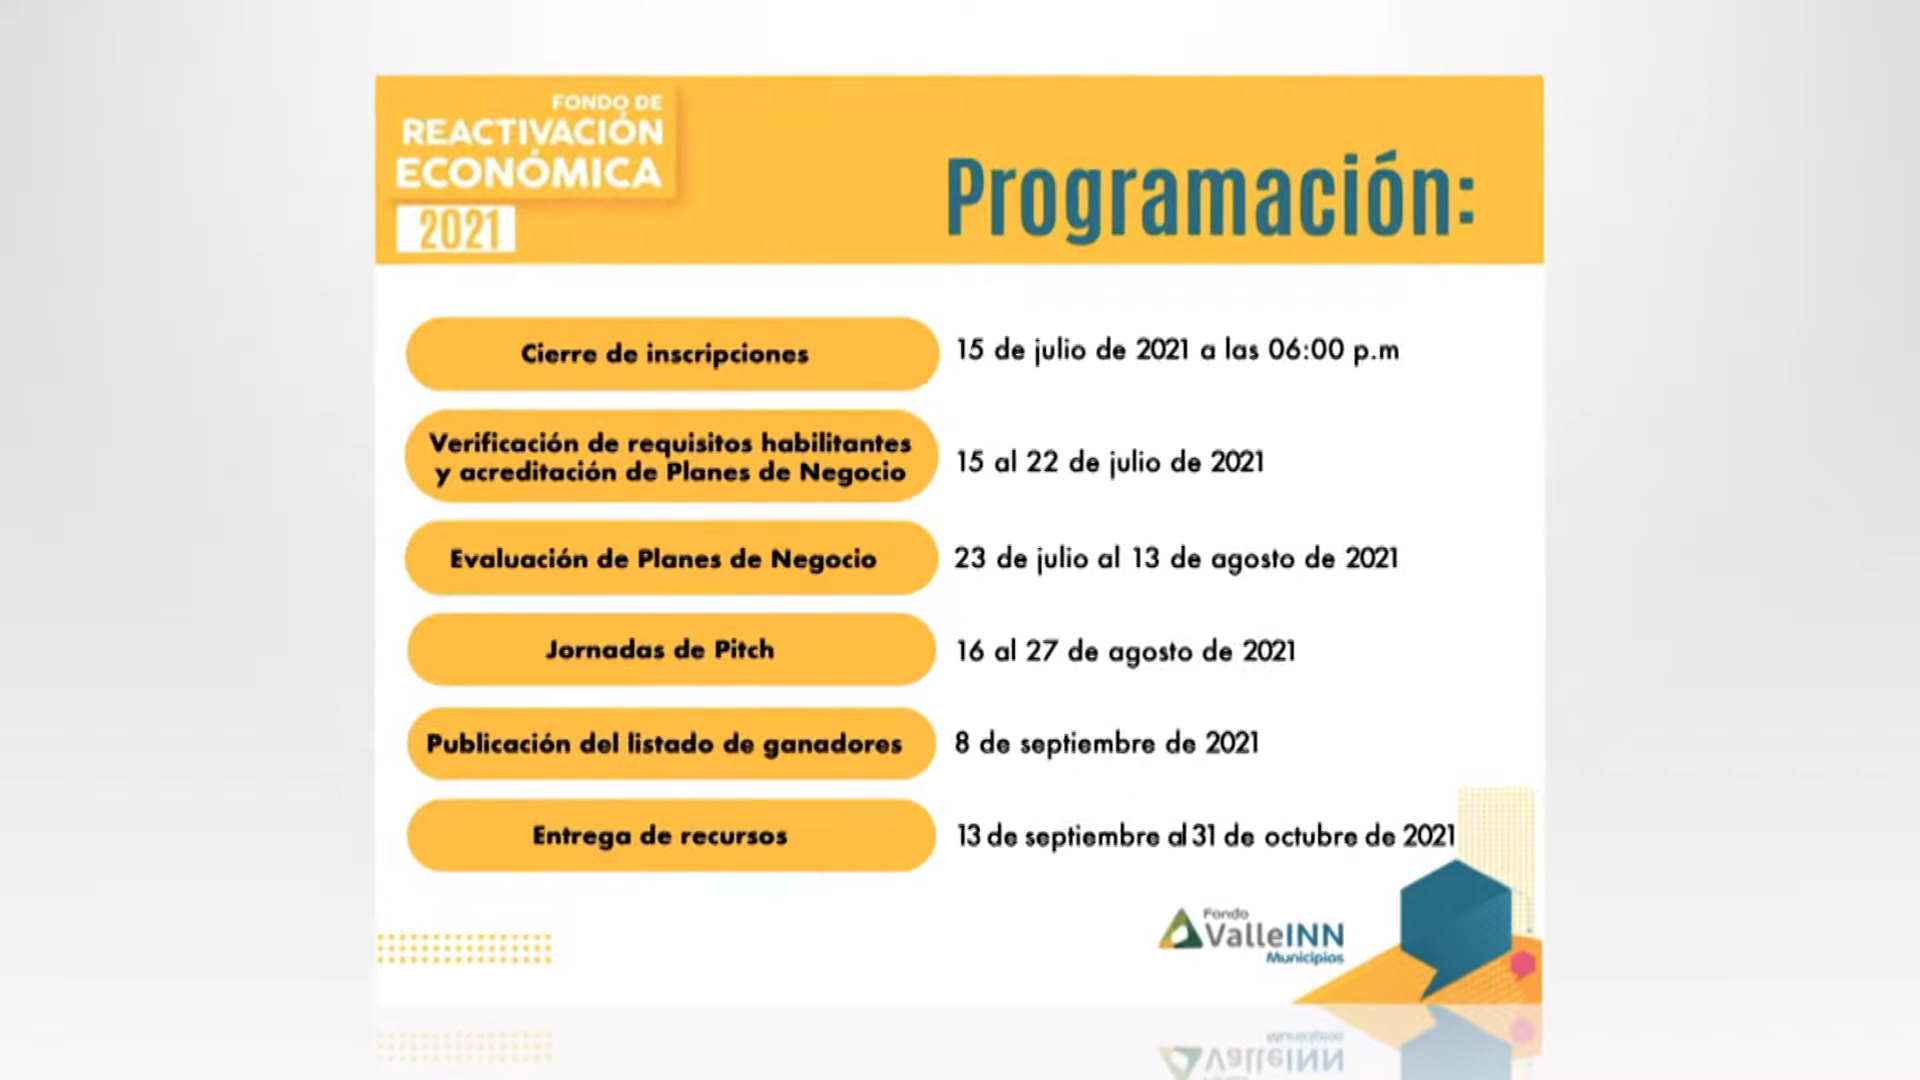 FONDO DE
REACTIVACIÓN
ECONÓMICA
2021
Programación:
Cierre de inscripciones
15 de julio de 2021 a las 06:00 p.m
Verificación de requisitos habilitantes
y acreditación de Planes de Negocio
15 al 22 de julio de 2021
Evaluación de Planes de Negocio
23 de julio al 13 de agosto de 2021
Jornadas de Pitch
16 al 27 de agosto de 2021
Publicación del listado de ganadores
8 de septiembre de 2021
Entrega de recursos
13 de septiembre al 31 de octubre de 2021
Fondo
ValleINN
Municipios